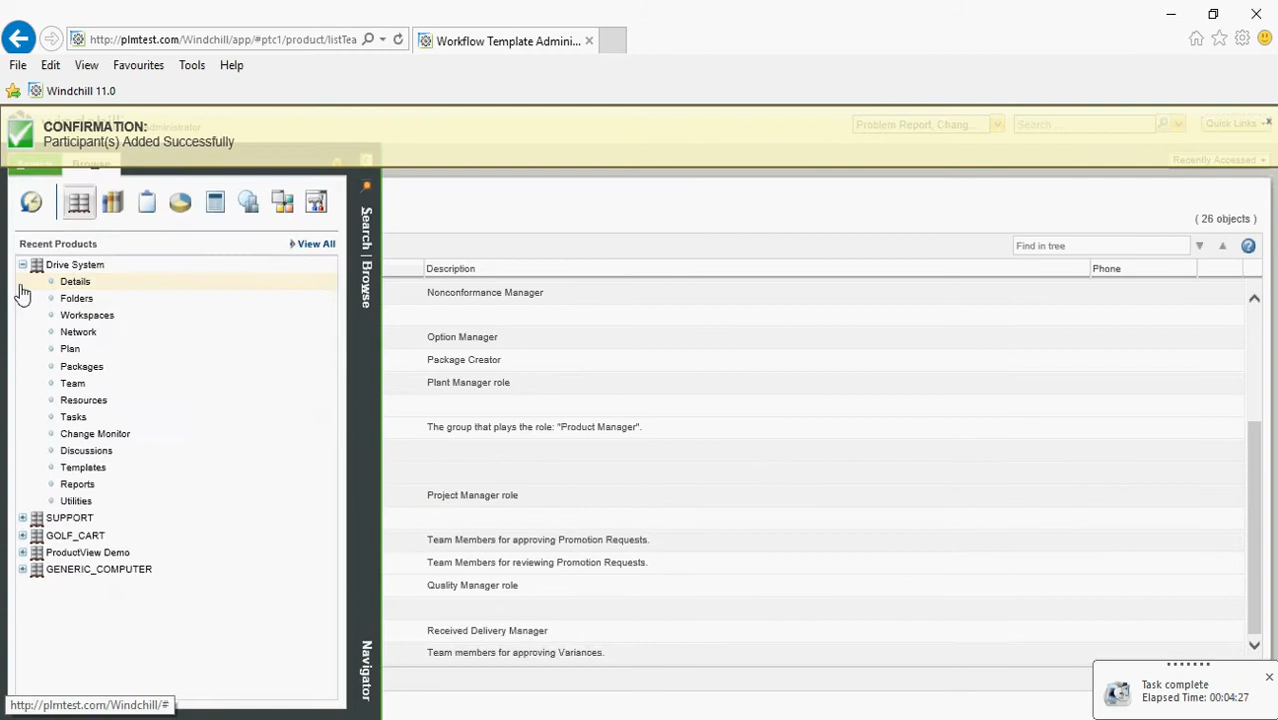 http://plmtest.com/Windchill/app/#ptc1/product/listTea
Workflow Template Admini...
File Edit View Favourites Tools Help
Windchill 11.0
CONFIRMATION:
Participant(s) Added Successfully
Problem Report, Chang...
Search ...
Quick Links
Browse
Recently Accessed
Recent Products
View All
( 26 objects )
Find in tree
Description
Phone
Drive System
Details
Folders
Workspaces
Network
Plan
Packages
Team
Resources
Tasks
Change Monitor
Discussions
Templates
Reports
Utilities
SUPPORT
GOLF_CART
ProductView Demo
GENERIC_COMPUTER
Search | Browse
Navigator
Nonconformance Manager
Option Manager
Package Creator
Plant Manager role
The group that plays the role: "Product Manager".
Project Manager role
Team Members for approving Promotion Requests.
Team Members for reviewing Promotion Requests.
Quality Manager role
Received Delivery Manager
Team members for approving Variances.
Task complete
Elapsed Time: 00:04:27
http://plmtest.com/Windchill/#